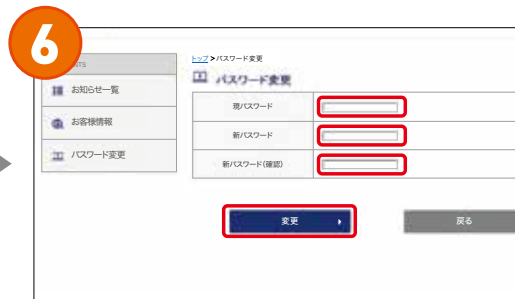 6
NTS
お知らせ一覧
お客様情報
パスワード変更
トップ > パスワード変更
パスワード変更
現パスワード
新パスワード
新パスワード(確認)
変更
戻る